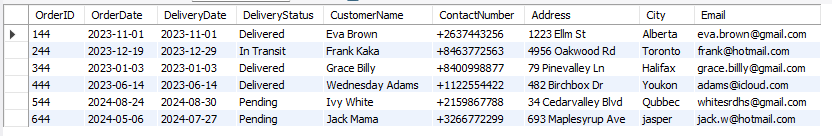 OrderID OrderDate DeliveryDate DeliveryStatus CustomerName ContactNumber Address City Email
144 2023-11-01 2023-11-01 Delivered Eva Brown +2637443256 1223 Ellm St Alberta eva.brown@gmail.com
244 2023-12-19 2023-12-29 In Transit Frank Kaka +8463772563 4956 Oakwood Rd Toronto frank@hotmail.com
344 2023-01-03 2023-01-03 Delivered Grace Billy +8400998877 79 Pinevalley Ln Halifax grace.billly@gmail.com
444 2023-06-14 2023-06-14 Delivered Wednesday Adams +1122554422 482 Birchbox Dr Youkon adams@icloud.com
544 2024-08-24 2024-08-30 Pending Ivy White +2159867788 34 Cedarvalley Blvd Qubbec whitesrdhs@gmail.com
644 2024-05-06 2024-07-27 Pending Jack Mama +3266772299 693 Maplesyrup Ave jasper jack.w@hotmail.com